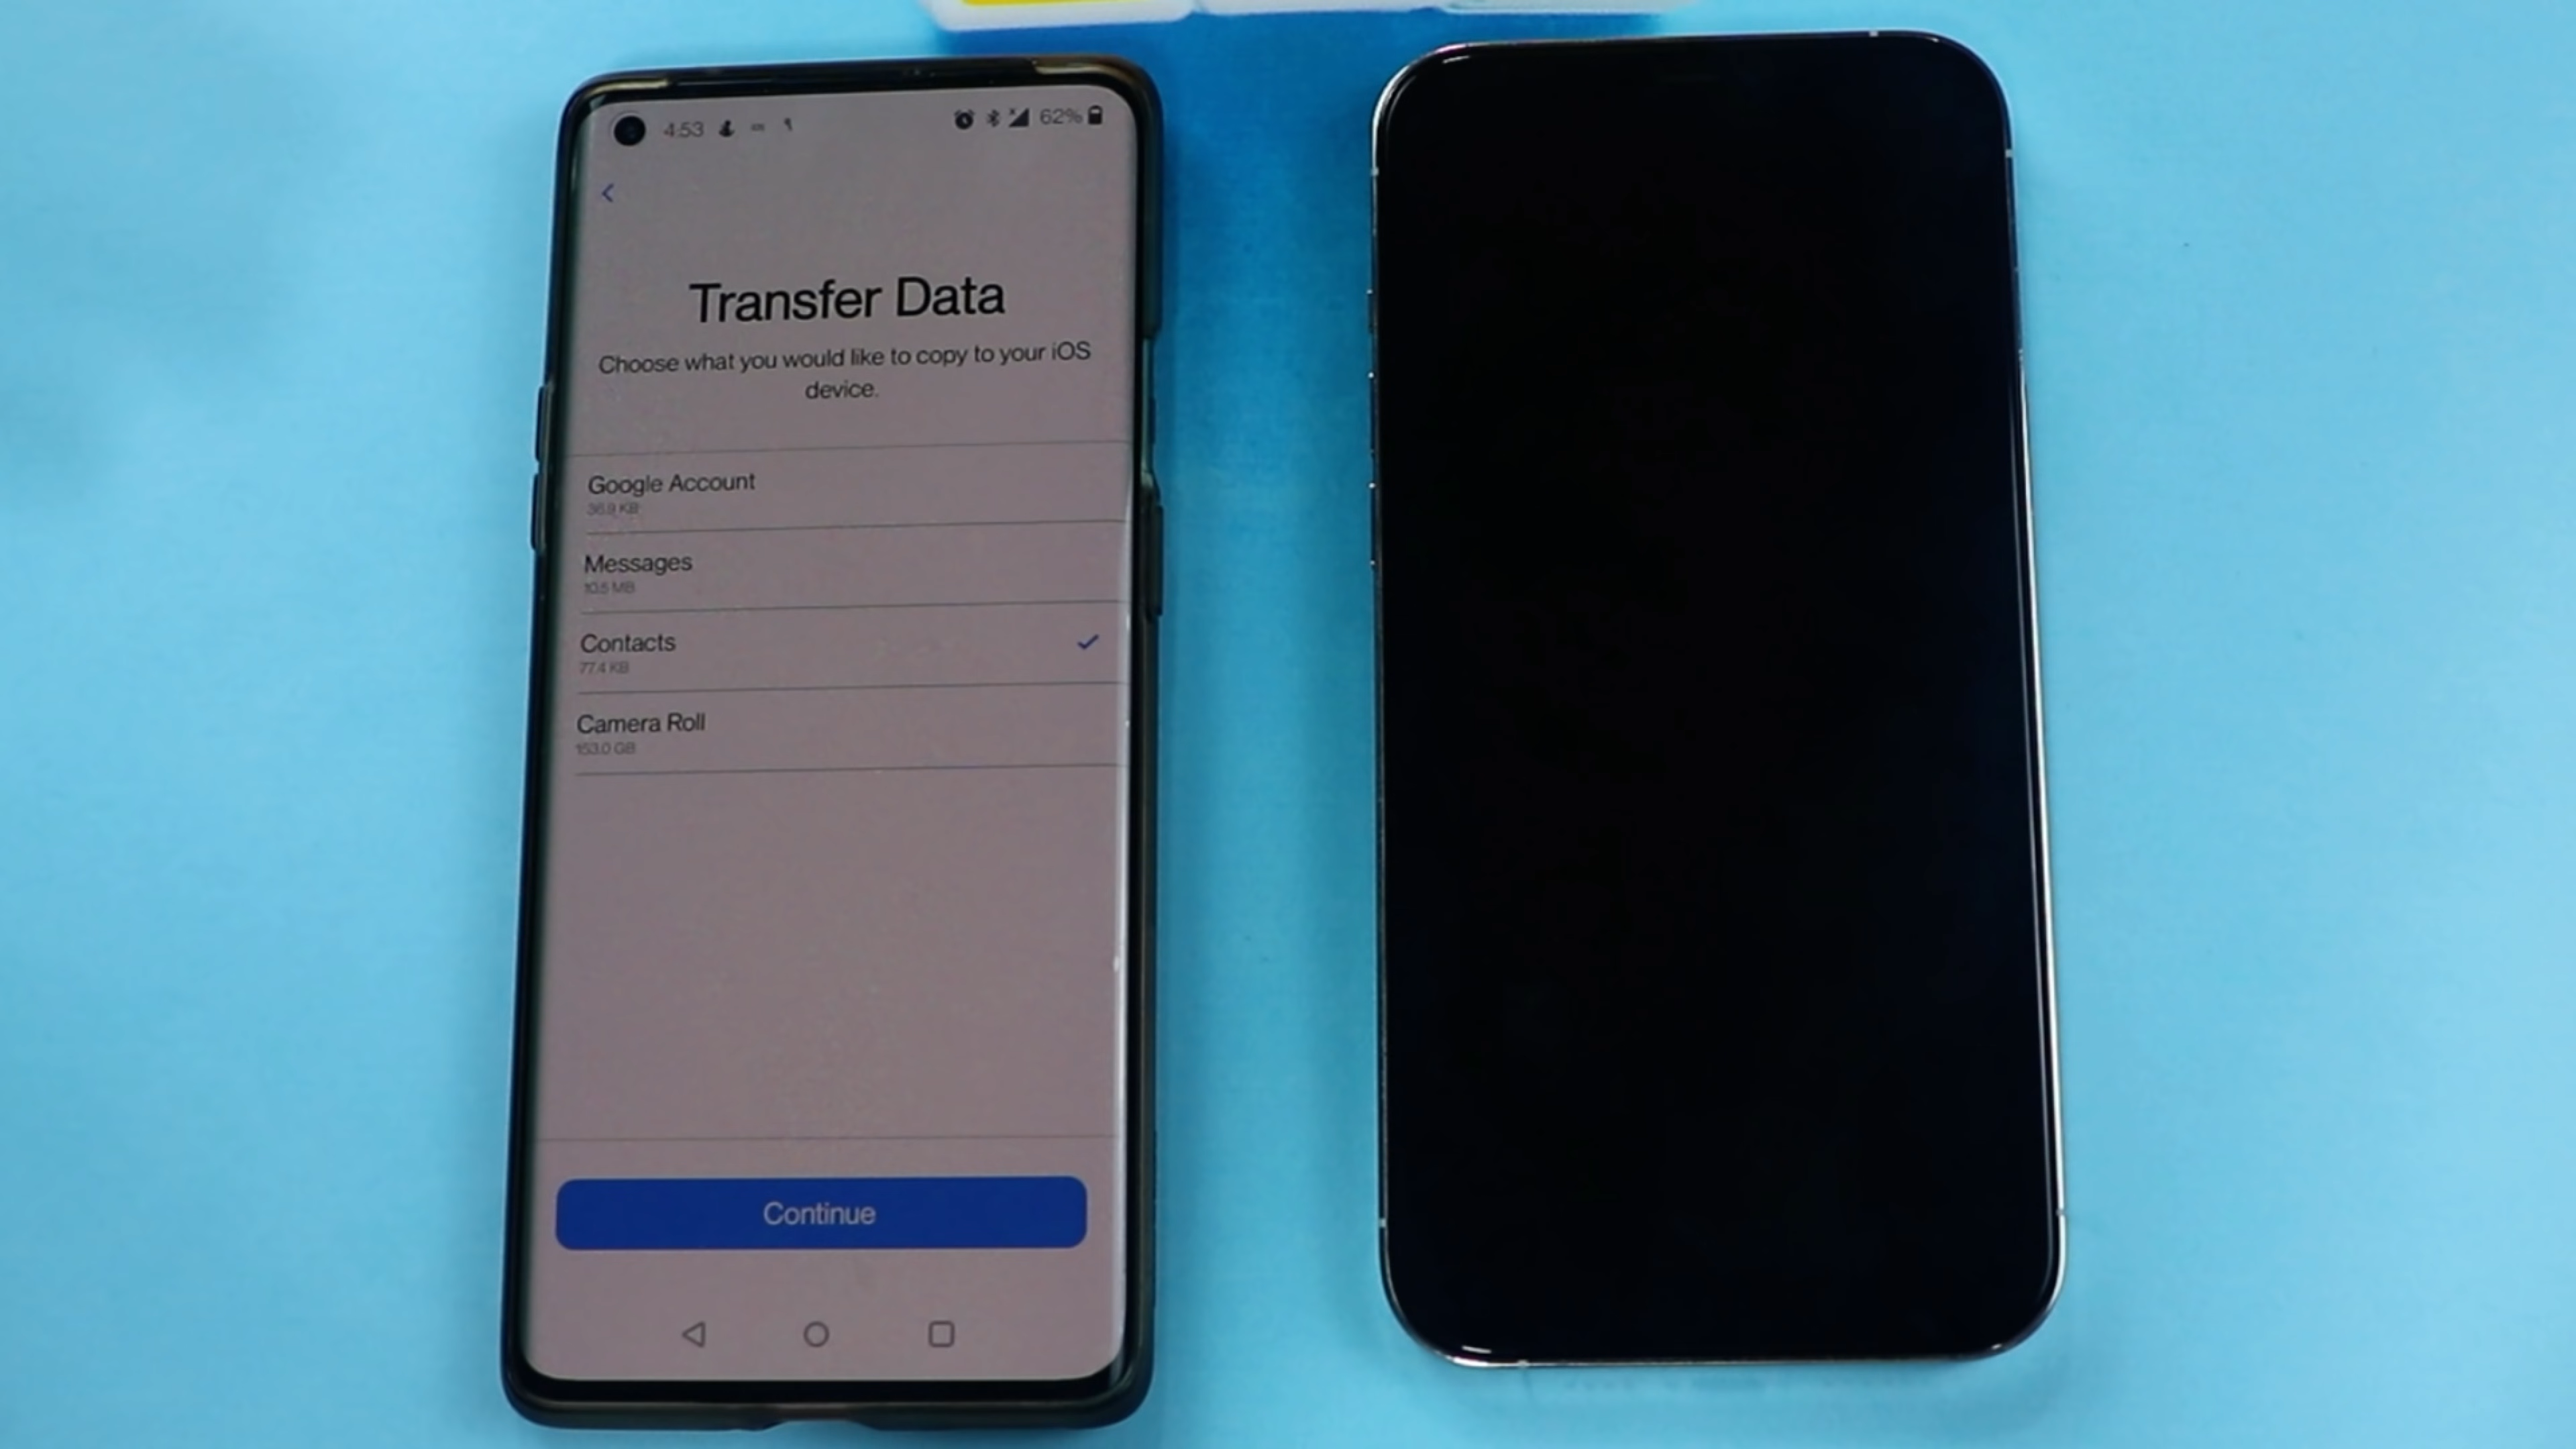 4:53
62%
Transfer Data
Choose what you would like to copy to your iOS
device.
Google Account
36.9 KB
Messages
10.5 MB
Contacts
77.4 KB
Camera Roll
153.0 GB
Continue